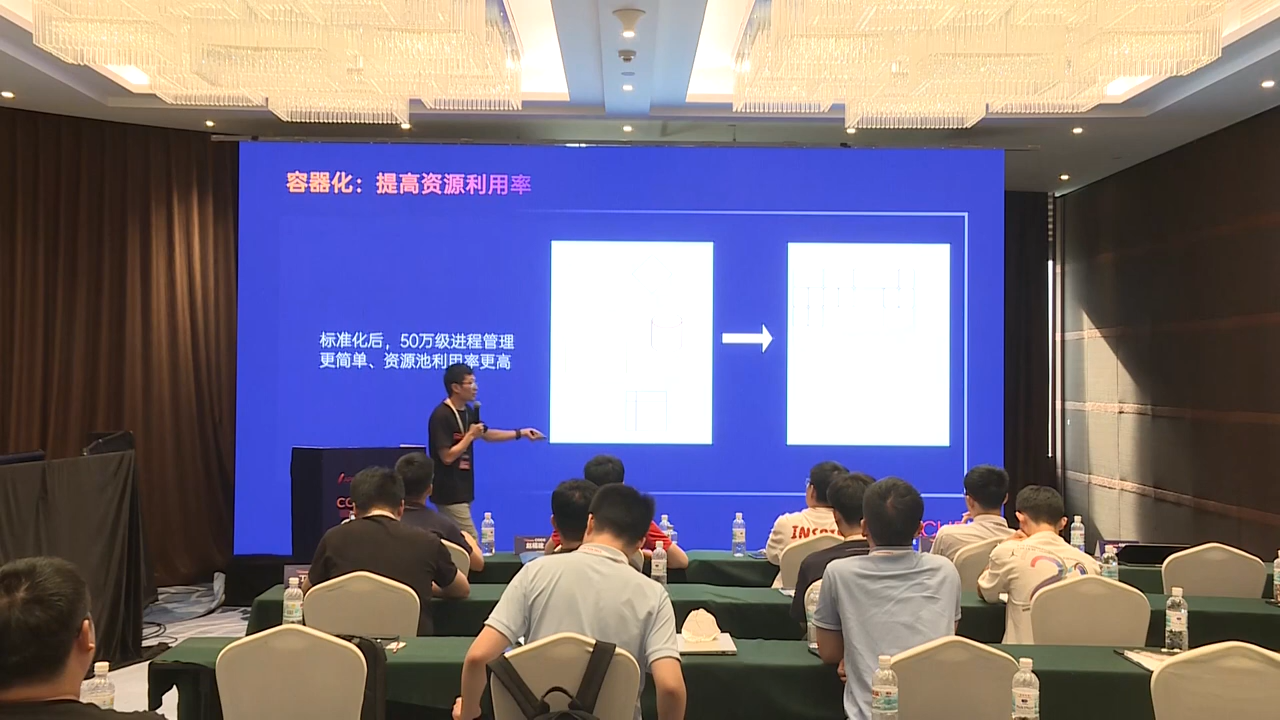 容器化：提高资源利用率
标准化后，50万级进程管理
更简单、资源池利用率更高